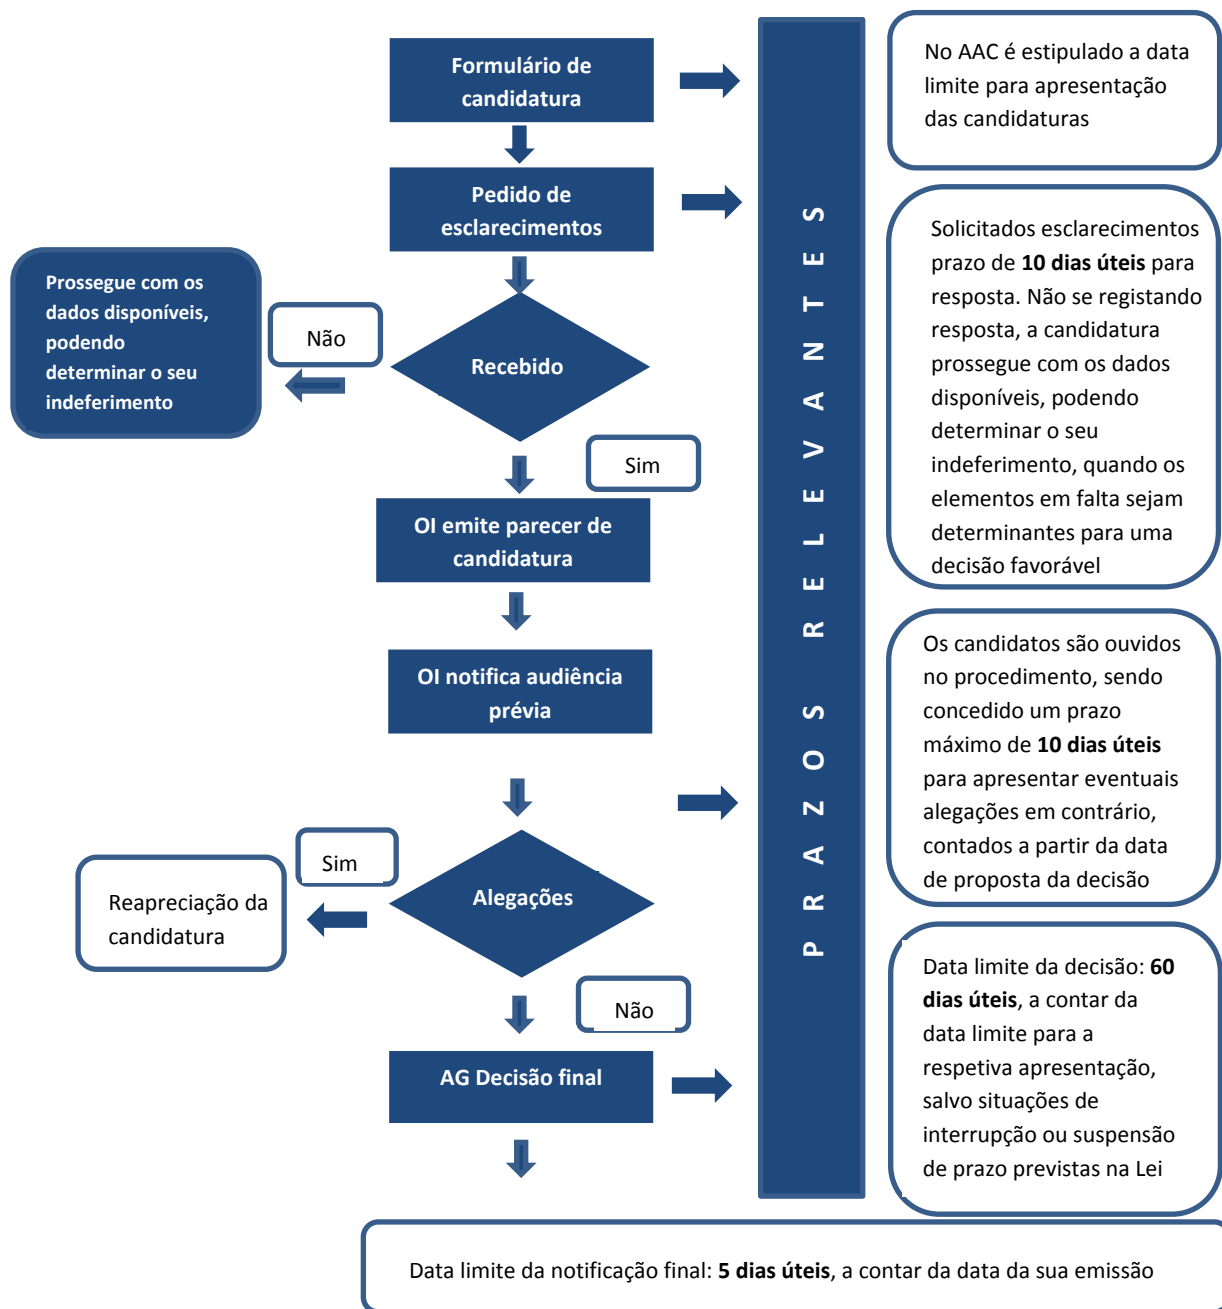 Formulário de
candidatura
No AAC é estipulado a data
limite para apresentação
das candidaturas
Pedido de
esclarecimentos
Solicitados esclarecimentos
prazo de 10 dias úteis para
resposta. Não se registando
resposta, a candidatura
prossegue com os dados
disponíveis, podendo
determinar o seu
indeferimento, quando os
elementos em falta sejam
determinantes para uma
decisão favorável
Prossegue com os
dados disponíveis,
podendo
determinar o seu
indeferimento
Não
Recebido
Sim
OI emite parecer de
candidatura
OI notifica audiência
prévia
Os candidatos são ouvidos
no procedimento, sendo
concedido um prazo
máximo de 10 dias úteis
para apresentar eventuais
alegações em contrário,
contados a partir da data
de proposta da decisão
Sim
Reapreciação da
candidatura
Alegações
Não
AG Decisão final
Data limite da decisão: 60
dias úteis, a contar da
data limite para a
respetiva apresentação,
salvo situações de
interrupção ou suspensão
de prazo previstas na Lei
PRAZOS RELEVANTES
Data limite da notificação final: 5 dias úteis, a contar da data da sua emissão